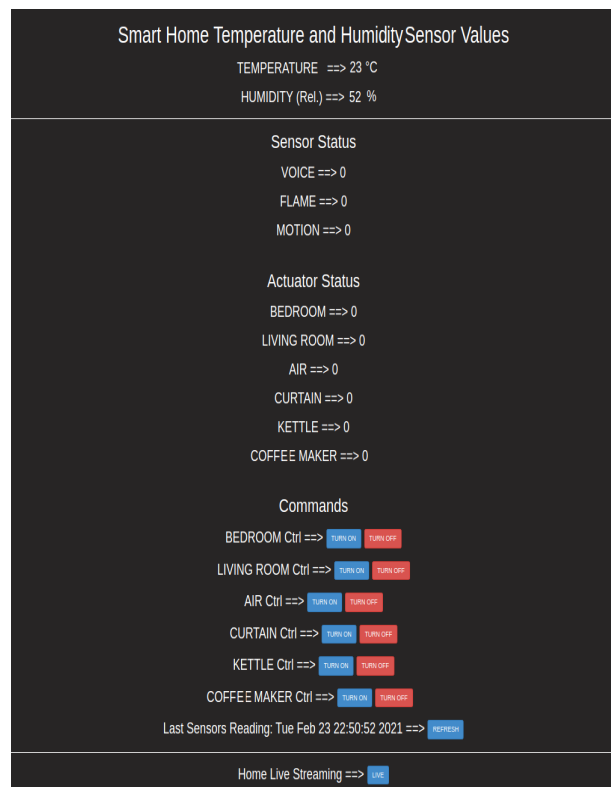 Smart Home Temperature and Humidity Sensor Values
TEMPERATURE ==> 23 °C
HUMIDITY (Rel.) ==> 52 %
Sensor Status
VOICE ==> 0
FLAME ==> 0
MOTION ==> 0
Actuator Status
BEDROOM ==> 0
LIVING ROOM ==> 0
AIR ==> 0
CURTAIN ==> 0
KETTLE ==> 0
COFFEE MAKER ==> 0
Commands
BEDROOM Ctrl ==> TURN ON TURN OFF
LIVING ROOM Ctrl ==> TURN ON TURN OFF
AIR Ctrl ==> TURN ON TURN OFF
CURTAIN Ctrl ==> TURN ON TURN OFF
KETTLE Ctrl ==> TURN ON TURN OFF
COFFEE MAKER Ctrl ==> TURN ON TURN OFF
Last Sensors Reading: Tue Feb 23 22:50:52 2021 ==> REFRESH
Home Live Streaming ==> LIVE